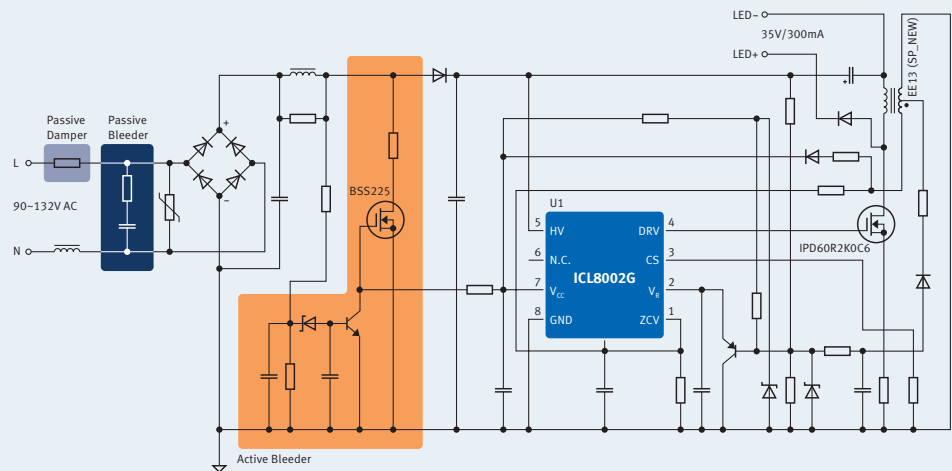 LED–
35V/300mA
LED+
EE13 (SP_NEW)
Passive
Damper
Passive
Bleeder
+
+
L
–
90~132V AC
N
BSS225
U1
5 HV DRV 4
6 N.C. CS 3
ICL8002G
7 VCC VR 2
8 GND ZCV 1
IPD60R2K0C6
Active Bleeder